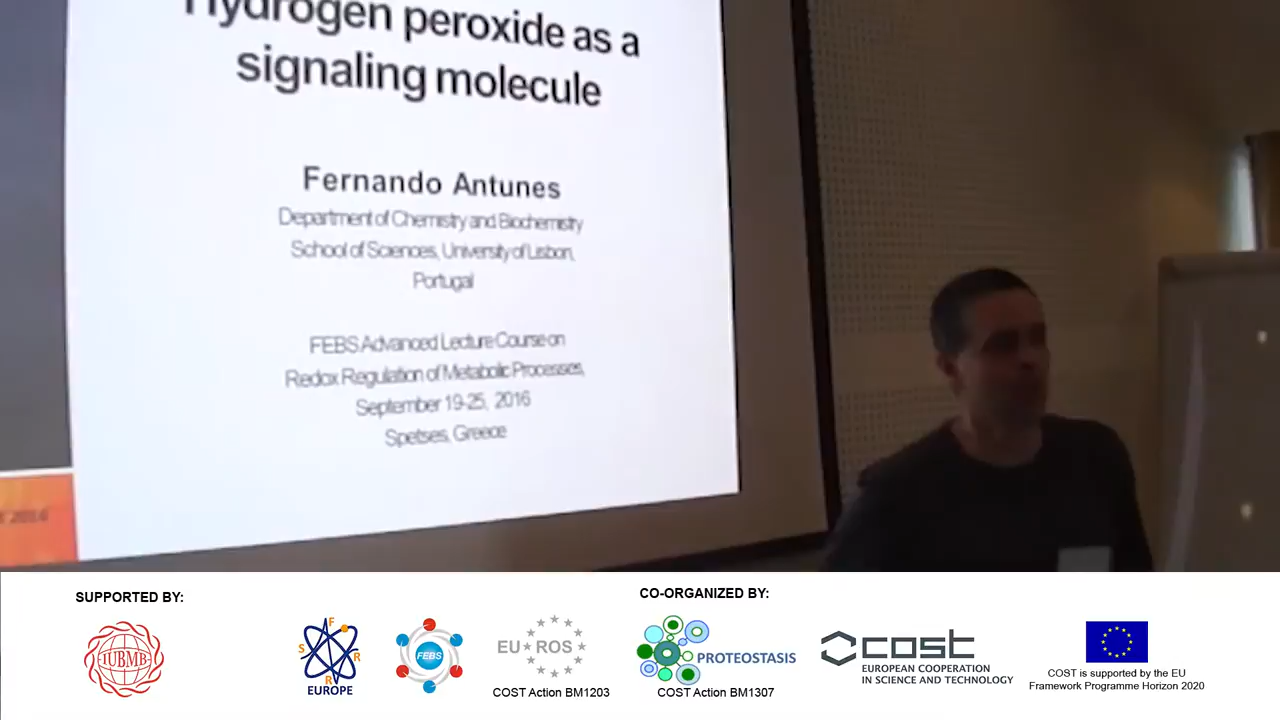 Hydrogen peroxide as a
signaling molecule
Fernando Antunes
Department of Chemistry and Biochemistry
School of Sciences, University of Lisbon,
Portugal
FEBS Advanced Lecture Course on
Redox Regulation of Metabolic Processes,
September 19-25, 2016
Spetses, Greece
SUPPORTED BY:
CO-ORGANIZED BY:
IUBMB
S F R R
EUROPE
FEBS
EU ROS
COST Action BM1203
PROTEOSTASIS
COST Action BM1307
cost
EUROPEAN COOPERATION
IN SCIENCE AND TECHNOLOGY
COST is supported by the EU
Framework Programme Horizon 2020